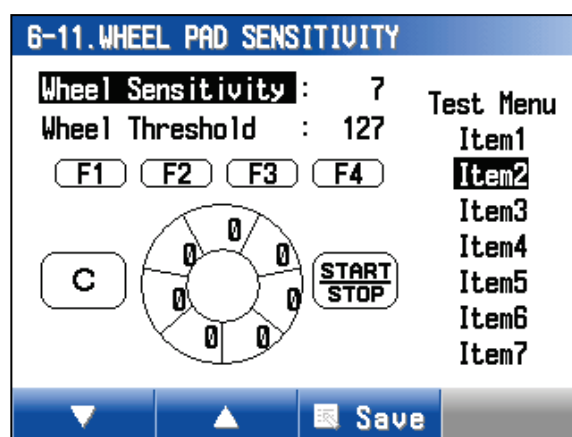 6-11.WHEEL PAD SENSITIVITY
Wheel Sensitivity : 7
Wheel Threshold : 127
F1 F2 F3 F4
0
0 0
C
START
STOP
0 0
0 0
Test Menu
Item1
Item2
Item3
Item4
Item5
Item6
Item7
Save